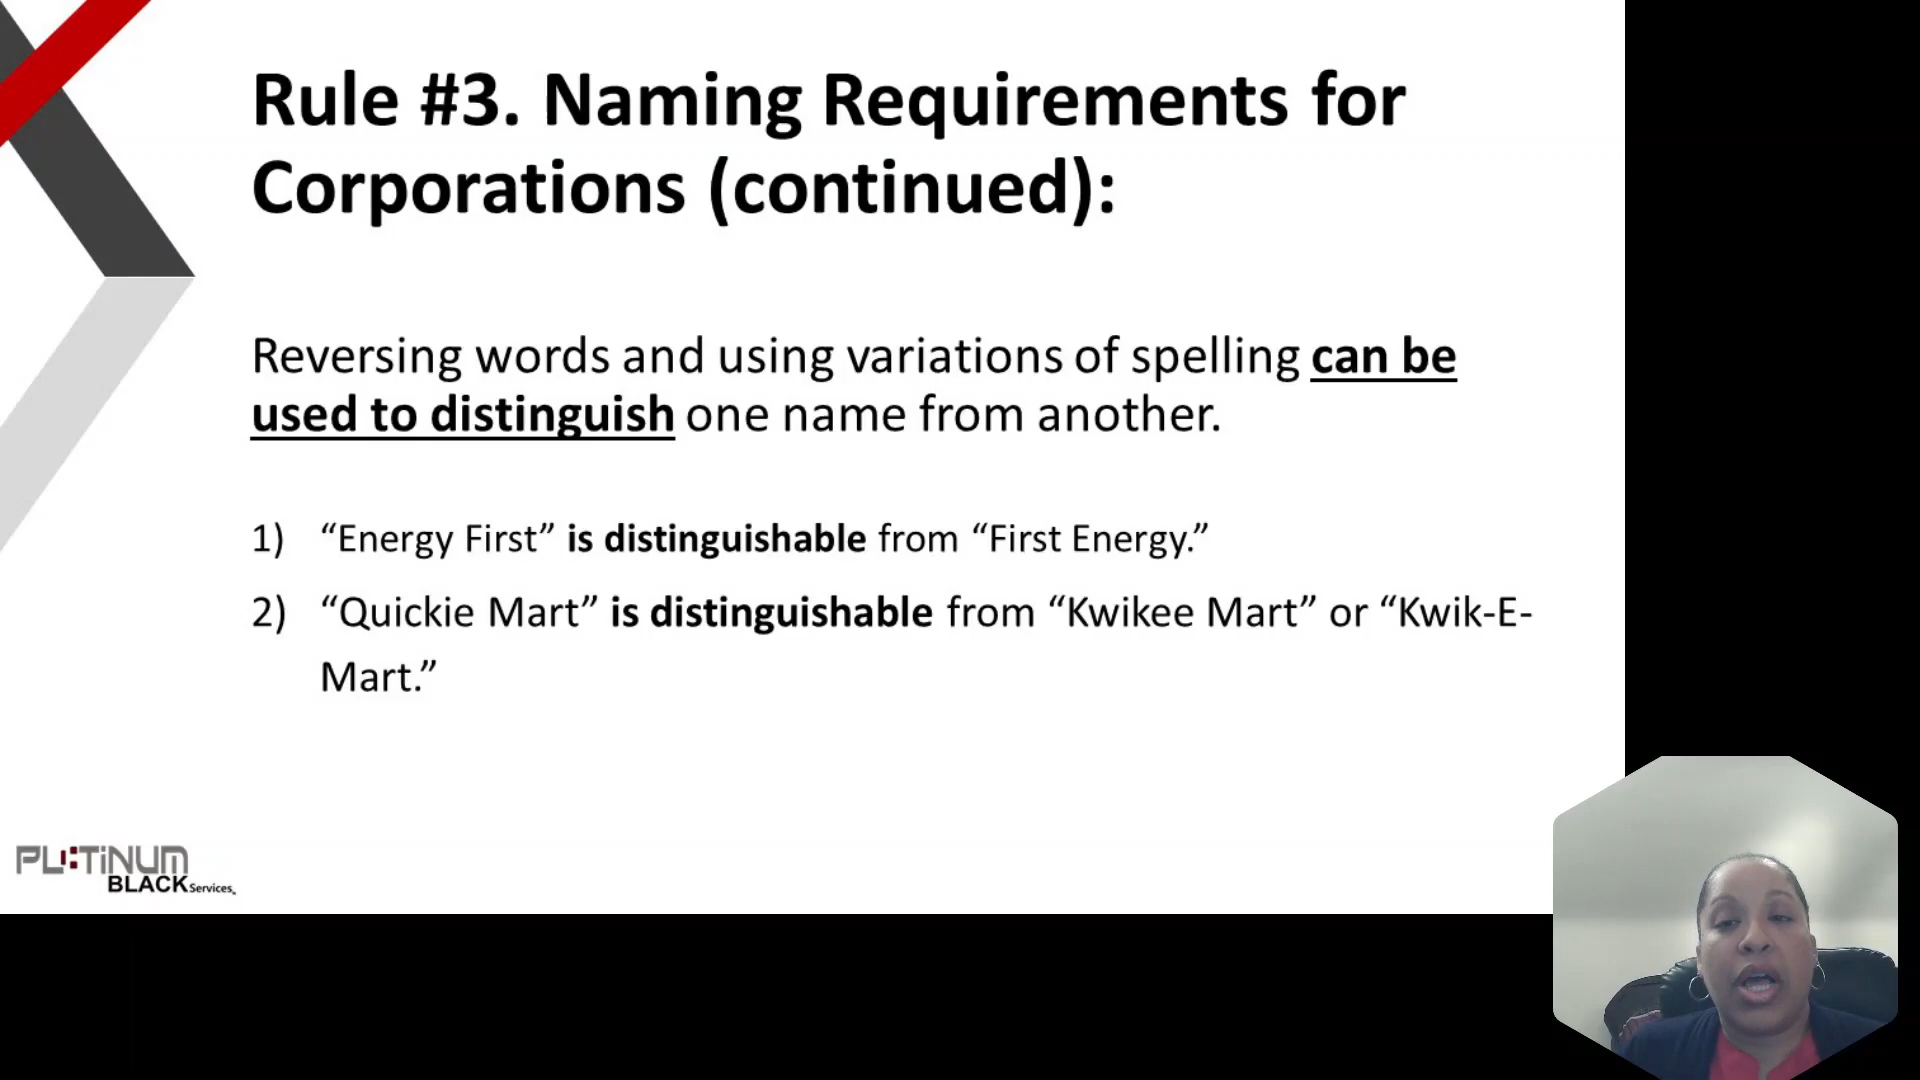 Rule #3. Naming Requirements for
Corporations (continued):
Reversing words and using variations of spelling can be
used to distinguish one name from another.
1) “Energy First” is distinguishable from “First Energy.”
2) “Quickie Mart” is distinguishable from “Kwikee Mart” or “Kwik-E-
Mart.”
PLATINUM
BLACK Services